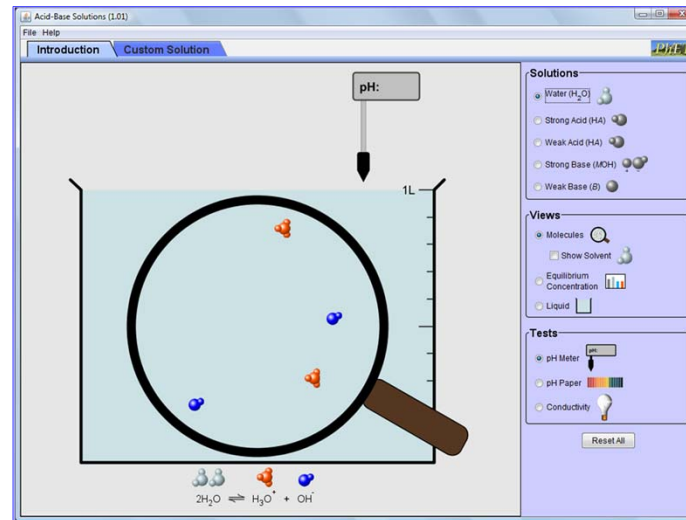 Acid-Base Solutions (1.01)
File Help
Introduction Custom Solution
PhET
pH:
1L
2H₂O ⇌ H₃O⁺ + OH⁻
Solutions
Water (H₂O)
Strong Acid (HA)
Weak Acid (HA)
Strong Base (MOH)
Weak Base (B)
Views
Molecules
Show Solvent
Equilibrium
Concentration
Liquid
Tests
pH Meter
pH:
pH Paper
Conductivity
Reset All